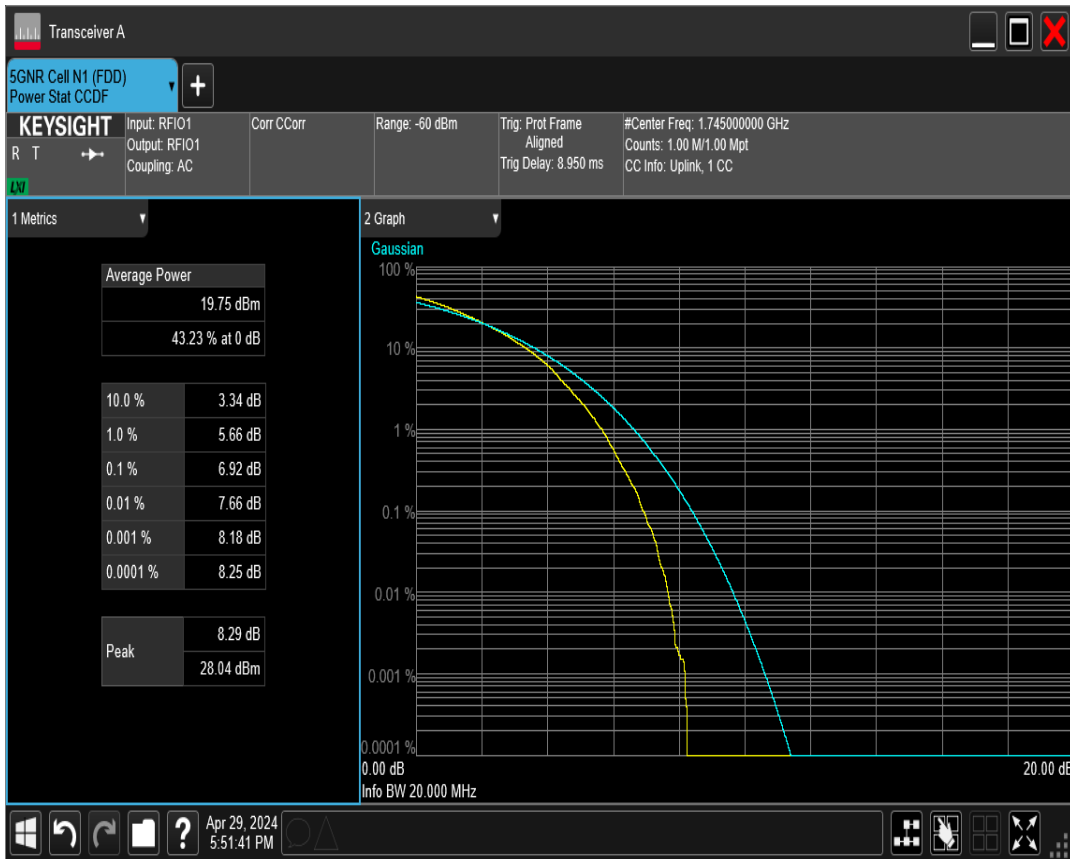 Transceiver A
5GNR Cell N1 (FDD)
Power Stat CCDF
+
KEYSIGHT
R T
LXI
Input: RFIO1
Output: RFIO1
Coupling: AC
Corr CCorr
Range: -60 dBm
Trig: Prot Frame
Aligned
Trig Delay: 8.950 ms
#Center Freq: 1.745000000 GHz
Counts: 1.00 M/1.00 Mpt
CC Info: Uplink, 1 CC
1 Metrics
Average Power
19.75 dBm
43.23 % at 0 dB
10.0 % 3.34 dB
1.0 % 5.66 dB
0.1 % 6.92 dB
0.01 % 7.66 dB
0.001 % 8.18 dB
0.0001 % 8.25 dB
Peak 8.29 dB
28.04 dBm
2 Graph
Gaussian
100 %
10 %
1 %
0.1 %
0.01 %
0.001 %
0.0001 %
0.00 dB 20.00 dB
Info BW 20.000 MHz
?
Apr 29, 2024
5:51:41 PM